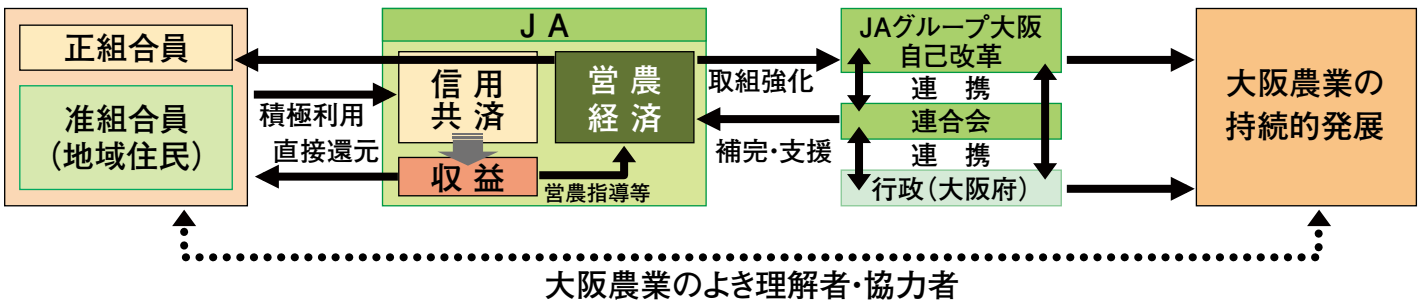 正組合員
准組合員
(地域住民)
積極利用
直接還元
JA
信用
共済
収益
営農
経済
営農指導等
取組強化
補完・支援
JAグループ大阪
自己改革
連携
連合会
連携
行政(大阪府)
大阪農業の
持続的発展
大阪農業のよき理解者・協力者